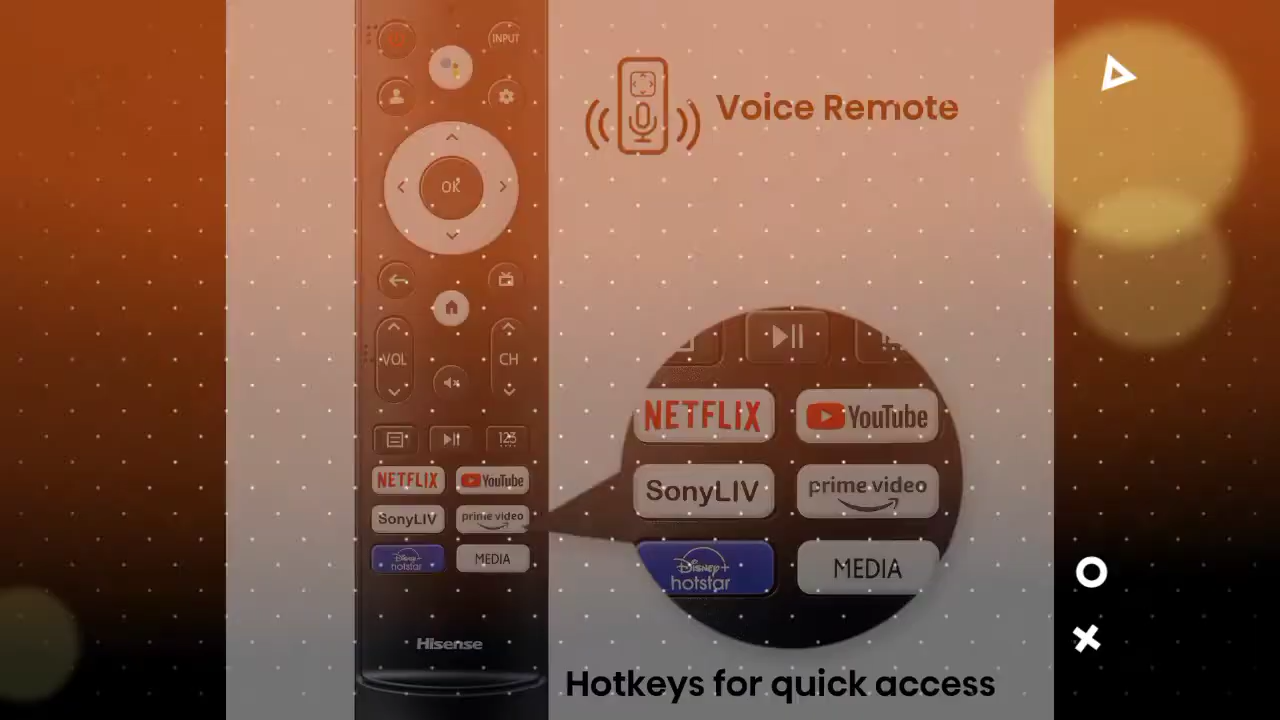 INPUT
Voice Remote
OK
VOL
CH
123
NETFLIX
YouTube
SonyLIV
prime video
Disney+
hotstar
MEDIA
Hisense
NETFLIX
YouTube
SonyLIV
prime video
Disney+
hotstar
MEDIA
Hotkeys for quick access